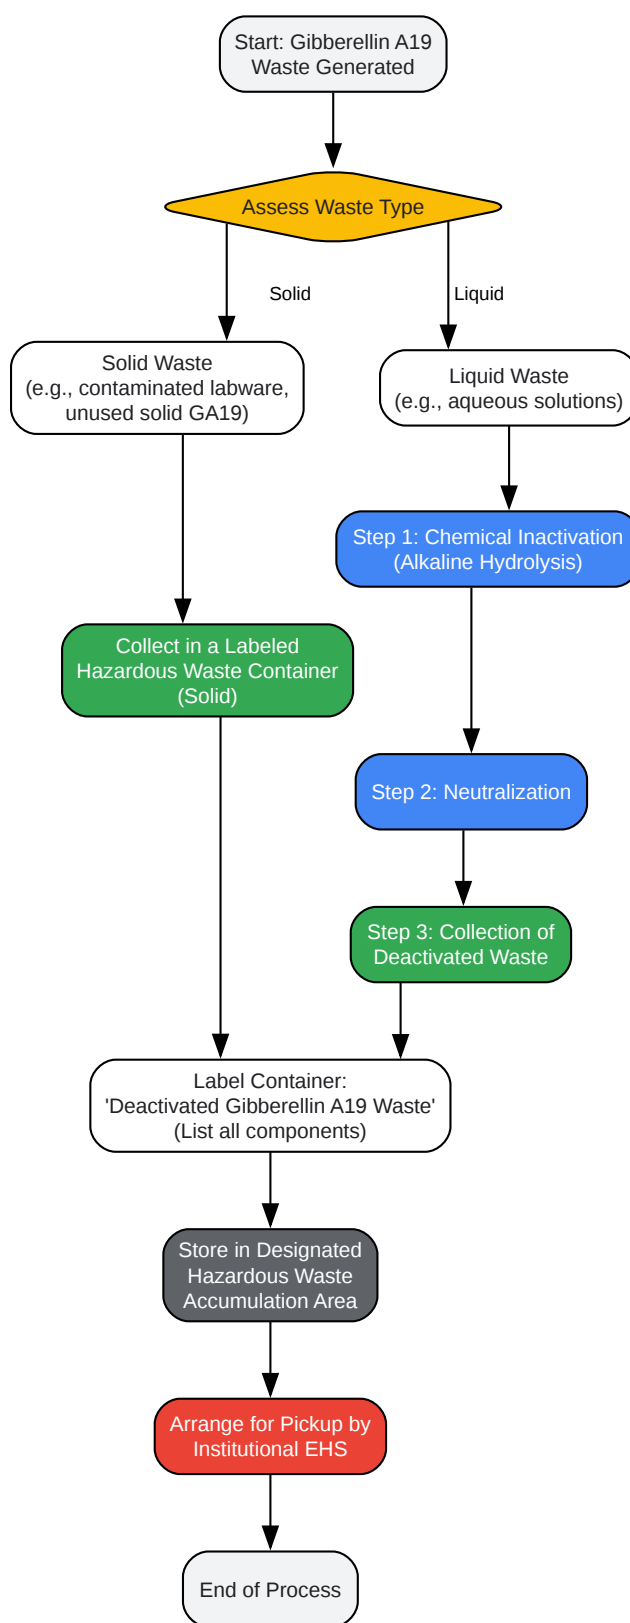 Start: Gibberellin A19
Waste Generated
Assess Waste Type
Solid
Liquid
Solid Waste
(e.g., contaminated labware,
unused solid GA19)
Liquid Waste
(e.g., aqueous solutions)
Step 1: Chemical Inactivation
(Alkaline Hydrolysis)
Collect in a Labeled
Hazardous Waste Container
(Solid)
Step 2: Neutralization
Step 3: Collection of
Deactivated Waste
Label Container:
'Deactivated Gibberellin A19 Waste'
(List all components)
Store in Designated
Hazardous Waste
Accumulation Area
Arrange for Pickup by
Institutional EHS
End of Process